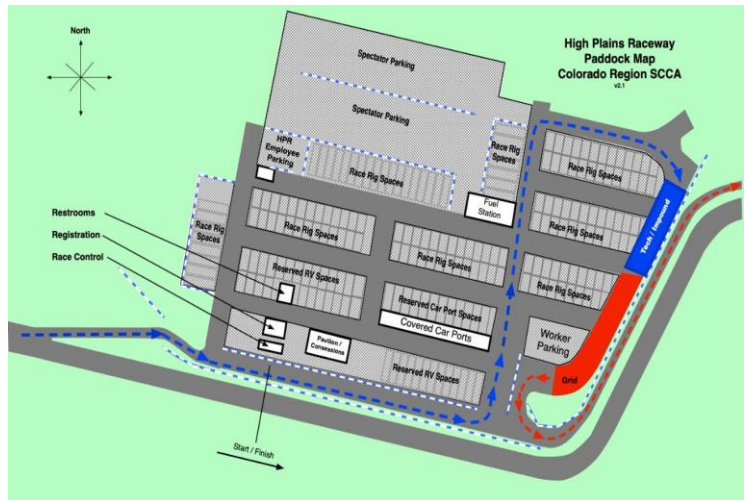 High Plains Raceway
Paddock Map
Colorado Region SCCA
v2.1
North
Spectator Parking
Spectator Parking
HPR
Employee
Parking
Race Rig Spaces
Race Rig
Spaces
Fuel
Station
Race Rig Spaces
Race Rig Spaces
Race Rig Spaces
Tech / Impound
Race Rig
Spaces
Race Rig Spaces
Race Rig Spaces
Restrooms
Registration
Race Control
Reserved RV Spaces
Reserved Car Port Spaces
Covered Car Ports
Pavilion /
Concessions
Reserved RV Spaces
Worker
Parking
Grid
Start / Finish